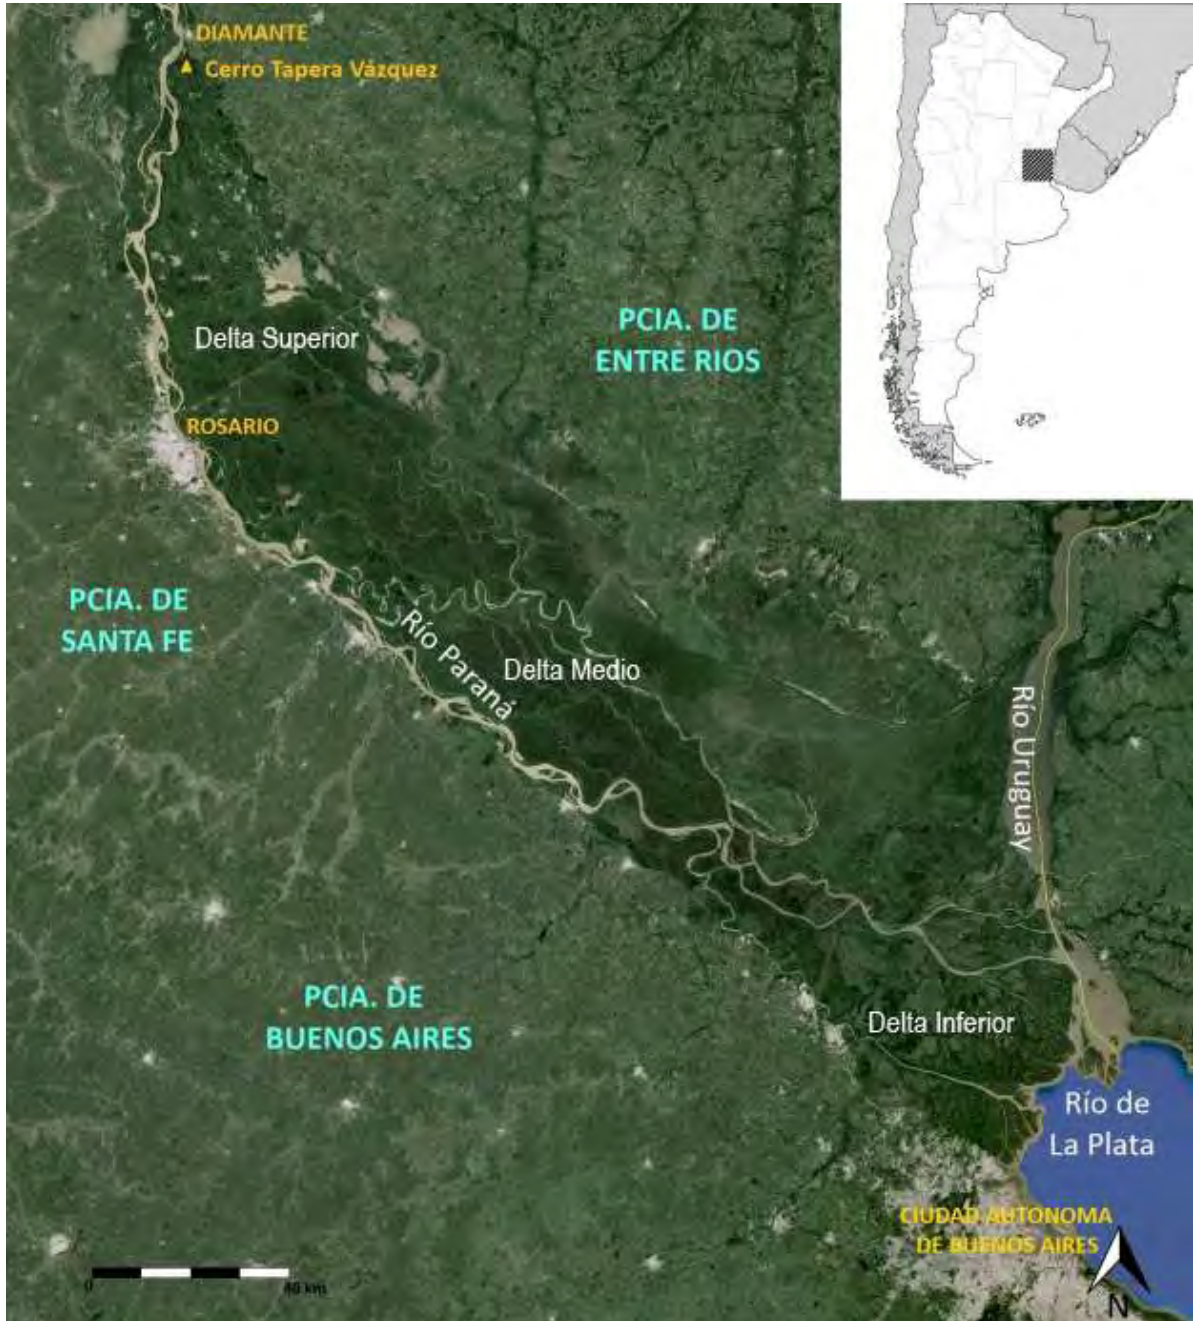 DIAMANTE
Cerro Tapera Vázquez
PCIA. DE
ENTRE RIOS
Delta Superior
ROSARIO
PCIA. DE
SANTA FE
Río Paraná
Delta Medio
Río Uruguay
PCIA. DE
BUENOS AIRES
Delta Inferior
Río de
La Plata
CIUDAD AUTONOMA
DE BUENOS AIRES
0
40 km
N